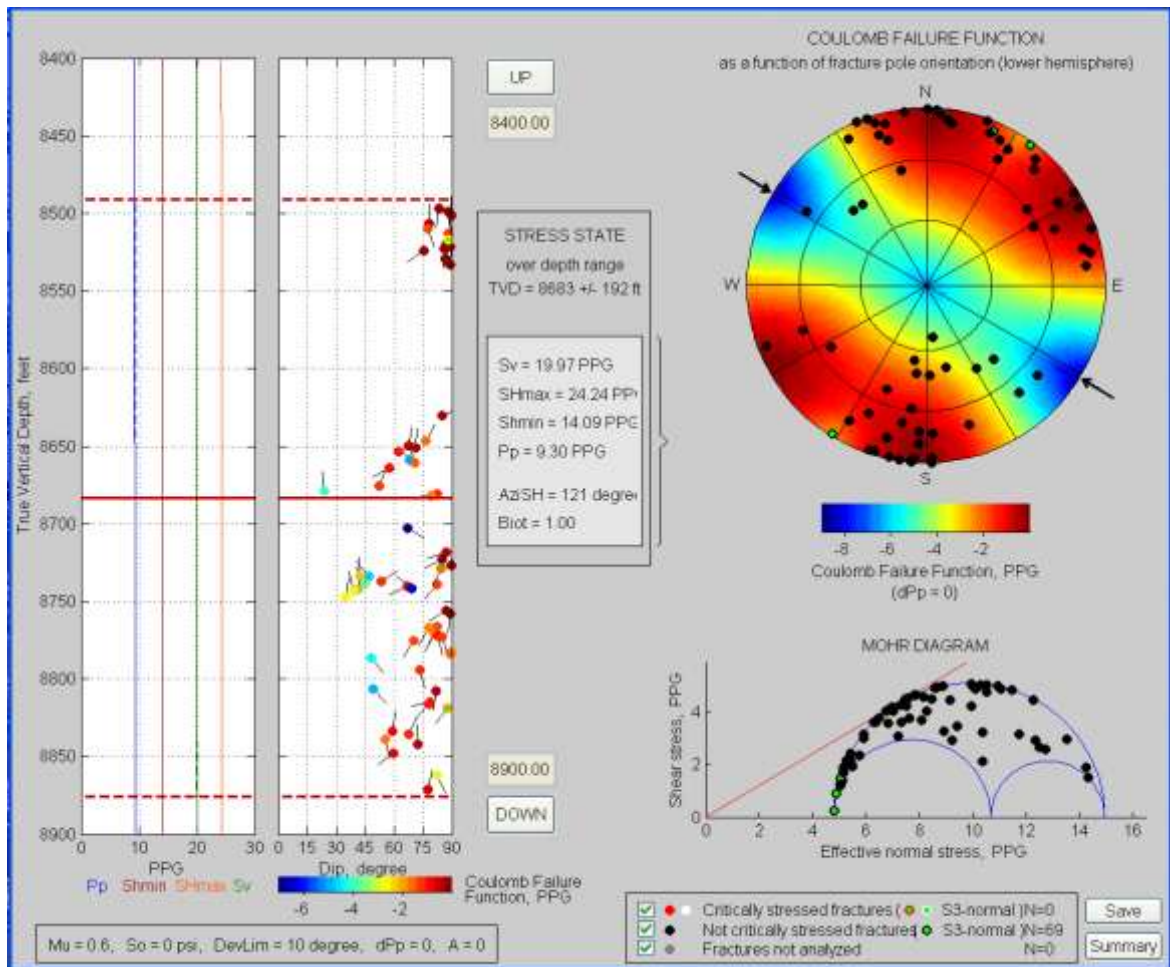 COULOMB FAILURE FUNCTION
as a function of fracture pole orientation (lower hemisphere)
N
W
E
S
-8 -6 -4 -2
Coulomb Failure Function, PPG
(dPp = 0)
8400
8450
8500
8550
8600
8650
8700
8750
8800
8850
8900
True Vertical Depth, feet
0 10 20 30
PPG
Pp Shmin SHmax Sv
0 15 30 45 60 75 90
Dip, degree
-6 -4 -2
Coulomb Failure
Function, PPG
UP
8400.00
STRESS STATE
over depth range
TVD = 8683 +/- 192 ft
Sv = 19.97 PPG
SHmax = 24.24 PP
Shmin = 14.09 PPG
Pp = 9.30 PPG
AziSH = 121 degree
Biot = 1.00
8900.00
DOWN
MOHR DIAGRAM
Shear stress, PPG
4
2
0
0 2 4 6 8 10 12 14 16
Effective normal stress, PPG
Mu = 0.6, So = 0 psi, DevLim = 10 degree, dPp = 0, A = 0
Critically stressed fractures ( S3-normal ) N=0
Not critically stressed fractures ( S3-normal ) N=69
Fractures not analyzed N=0
Save
Summary